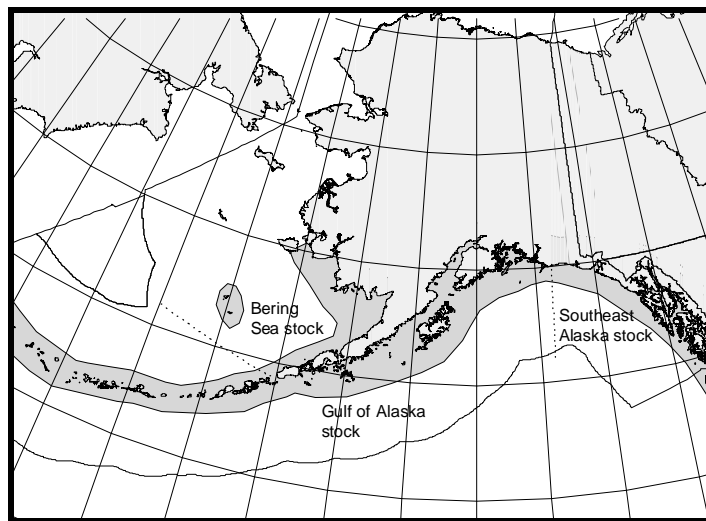 Bering
Sea stock
Southeast
Alaska stock
Gulf of Alaska
stock